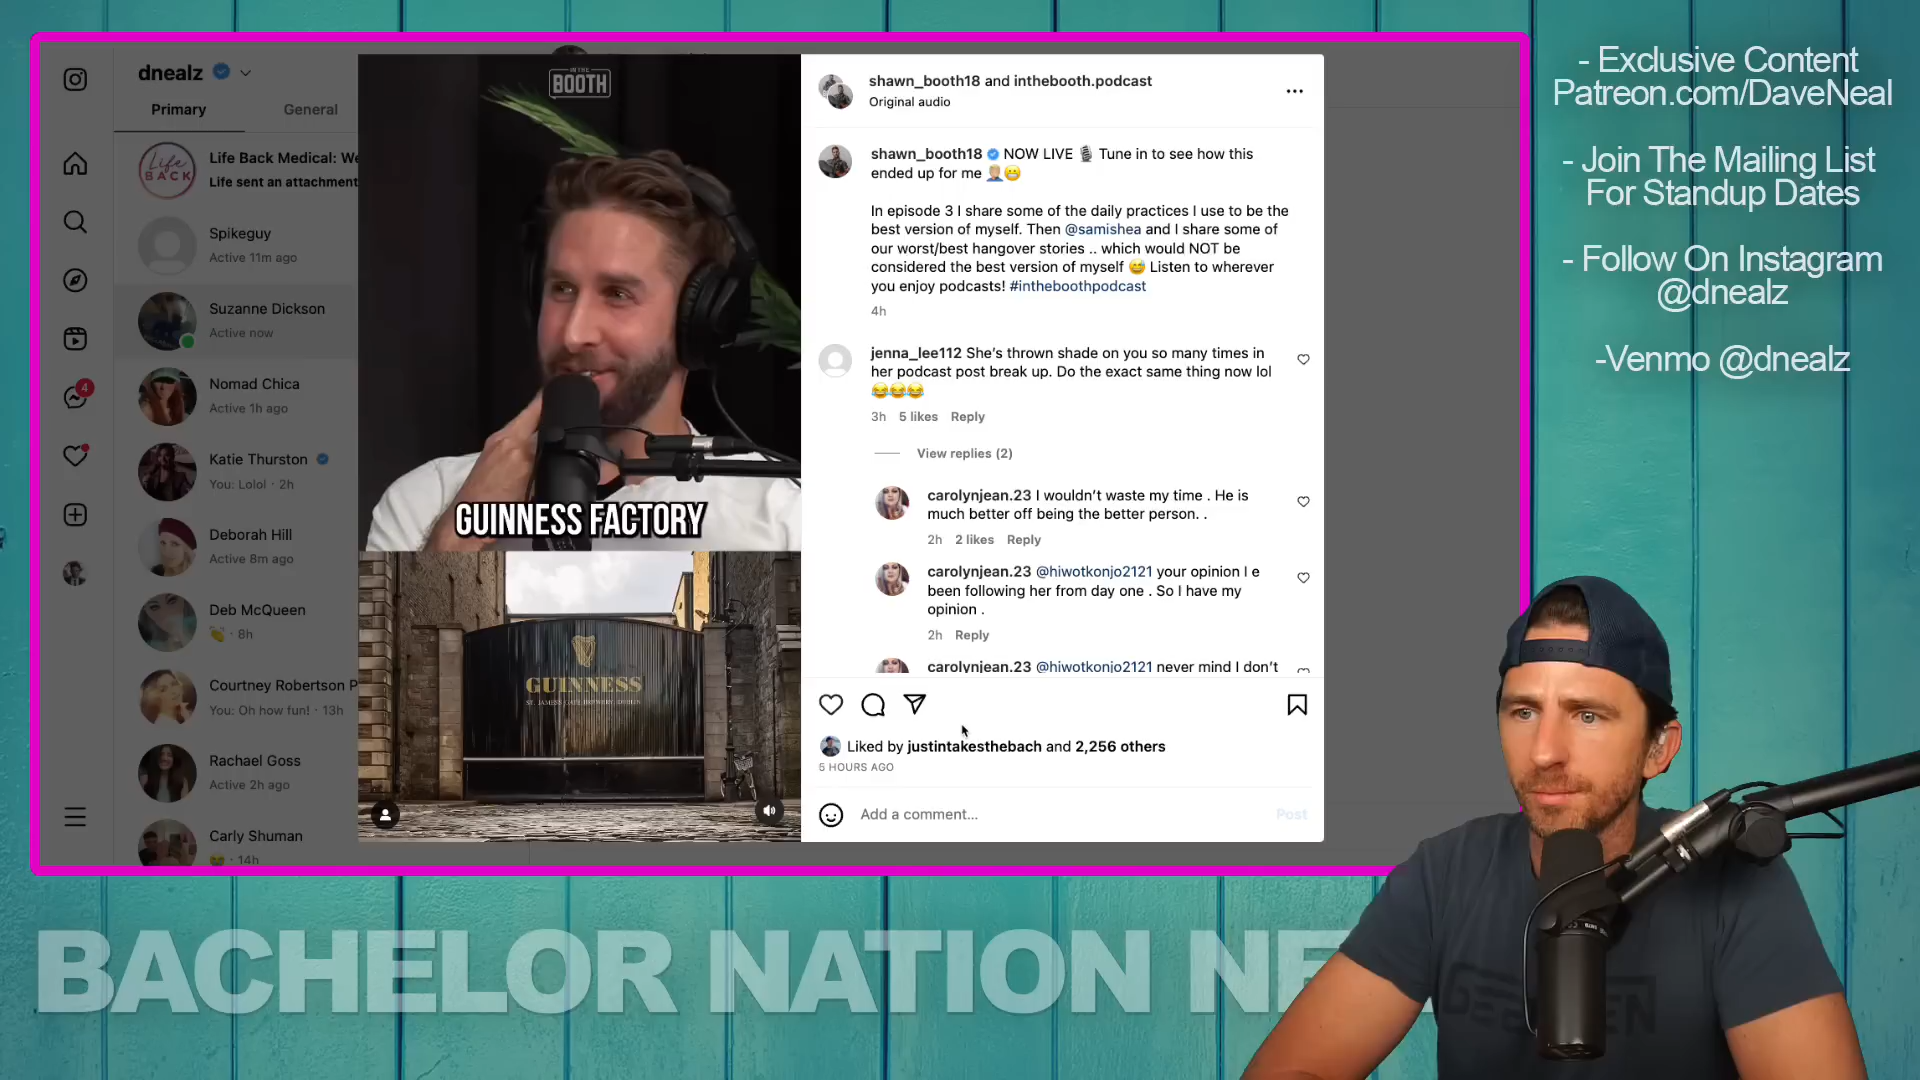 dnealz
Primary
General
Life Back Medical: We
Life sent an attachment
LIFE
BACK
Spikeguy
Active 11m ago
Suzanne Dickson
Active now
Nomad Chica
Active 1h ago
4
Katie Thurston
You: Lolol · 2h
Deborah Hill
Active 8m ago
Deb McQueen
· 8h
Courtney Robertson P
You: Oh how fun! · 13h
Rachael Goss
Active 2h ago
Carly Shuman
· 14h
IN THE
BOOTH
GUINNESS FACTORY
GUINNESS
ST. JAMES'S GATE BREWERY, DUBLIN
shawn_booth18 and inthebooth.podcast
Original audio
shawn_booth18 NOW LIVE 🎙 Tune in to see how this
ended up for me 🤦🏼‍♂️😬
In episode 3 I share some of the daily practices I use to be the
best version of myself. Then @samishea and I share some of
our worst/best hangover stories .. which would NOT be
considered the best version of myself 😅 Listen to wherever
you enjoy podcasts! #intheboothpodcast
4h
jenna_lee112 She's thrown shade on you so many times in
her podcast post break up. Do the exact same thing now lol
😂😂😂
3h 5 likes Reply
View replies (2)
carolynjean.23 I wouldn't waste my time . He is
much better off being the better person. .
2h 2 likes Reply
carolynjean.23 @hiwotkonjo2121 your opinion I e
been following her from day one . So I have my
opinion .
2h Reply
carolynjean.23 @hiwotkonjo2121 never mind I don't
Liked by justintakesthebach and 2,256 others
5 HOURS AGO
Add a comment...
Post
- Exclusive Content
Patreon.com/DaveNeal
- Join The Mailing List
For Standup Dates
- Follow On Instagram
@dnealz
-Venmo @dnealz
BACHELOR NATION NE